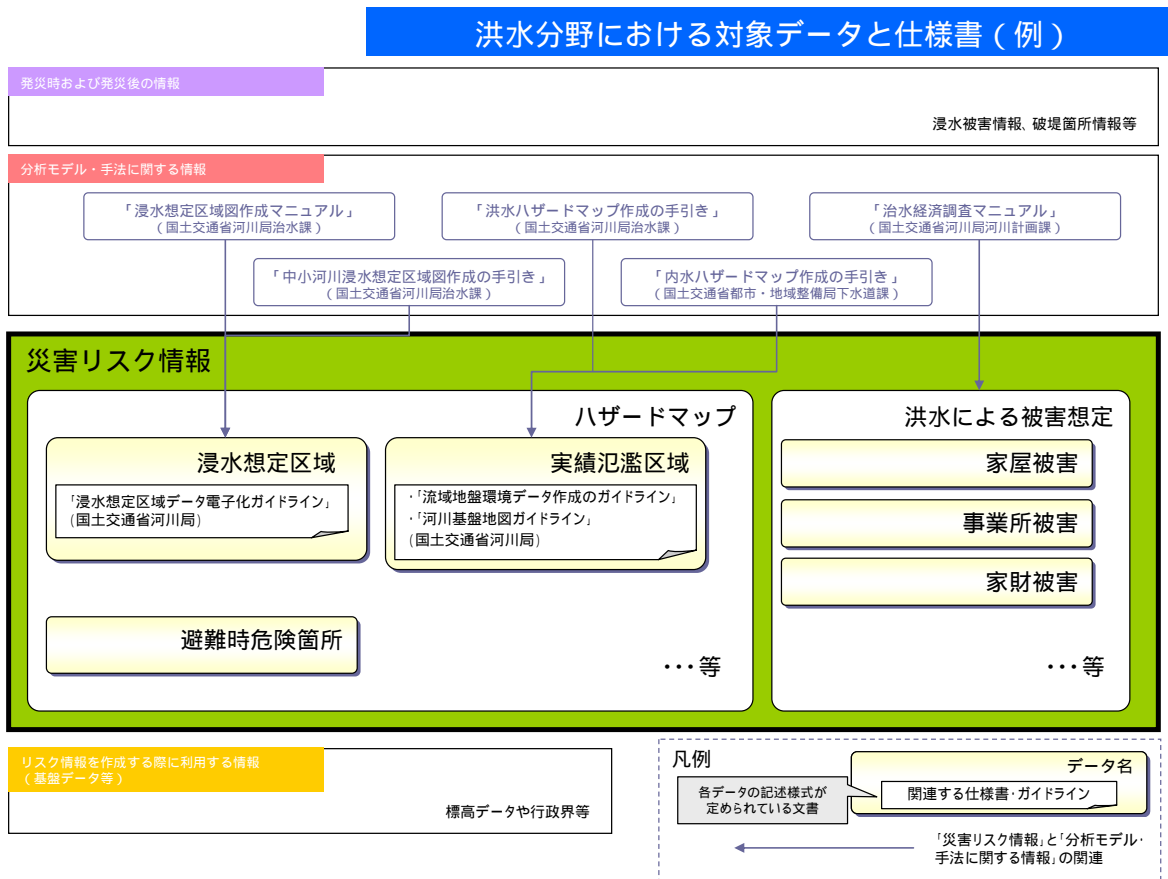 洪水分野における対象データと仕様書(例)
発災時および発災後の情報
浸水被害情報、破堤箇所情報等
分析モデル・手法に関する情報
「浸水想定区域図作成マニュアル」
(国土交通省河川局治水課)
「洪水ハザードマップ作成の手引き」
(国土交通省河川局治水課)
「治水経済調査マニュアル」
(国土交通省河川局河川計画課)
「中小河川浸水想定区域図作成の手引き」
(国土交通省河川局治水課)
「内水ハザードマップ作成の手引き」
(国土交通省都市・地域整備局下水道課)
災害リスク情報
ハザードマップ
浸水想定区域
「浸水想定区域データ電子化ガイドライン」
(国土交通省河川局)
実績氾濫区域
・「流域地盤環境データ作成のガイドライン」
・「河川基盤地図ガイドライン」
(国土交通省河川局)
避難時危険箇所
・・・等
洪水による被害想定
家屋被害
事業所被害
家財被害
・・・等
リスク情報を作成する際に利用する情報
(基盤データ等)
標高データや行政界等
凡例
データ名
各データの記述様式が
定められている文書
関連する仕様書・ガイドライン
「災害リスク情報」と「分析モデル・
手法に関する情報」の関連